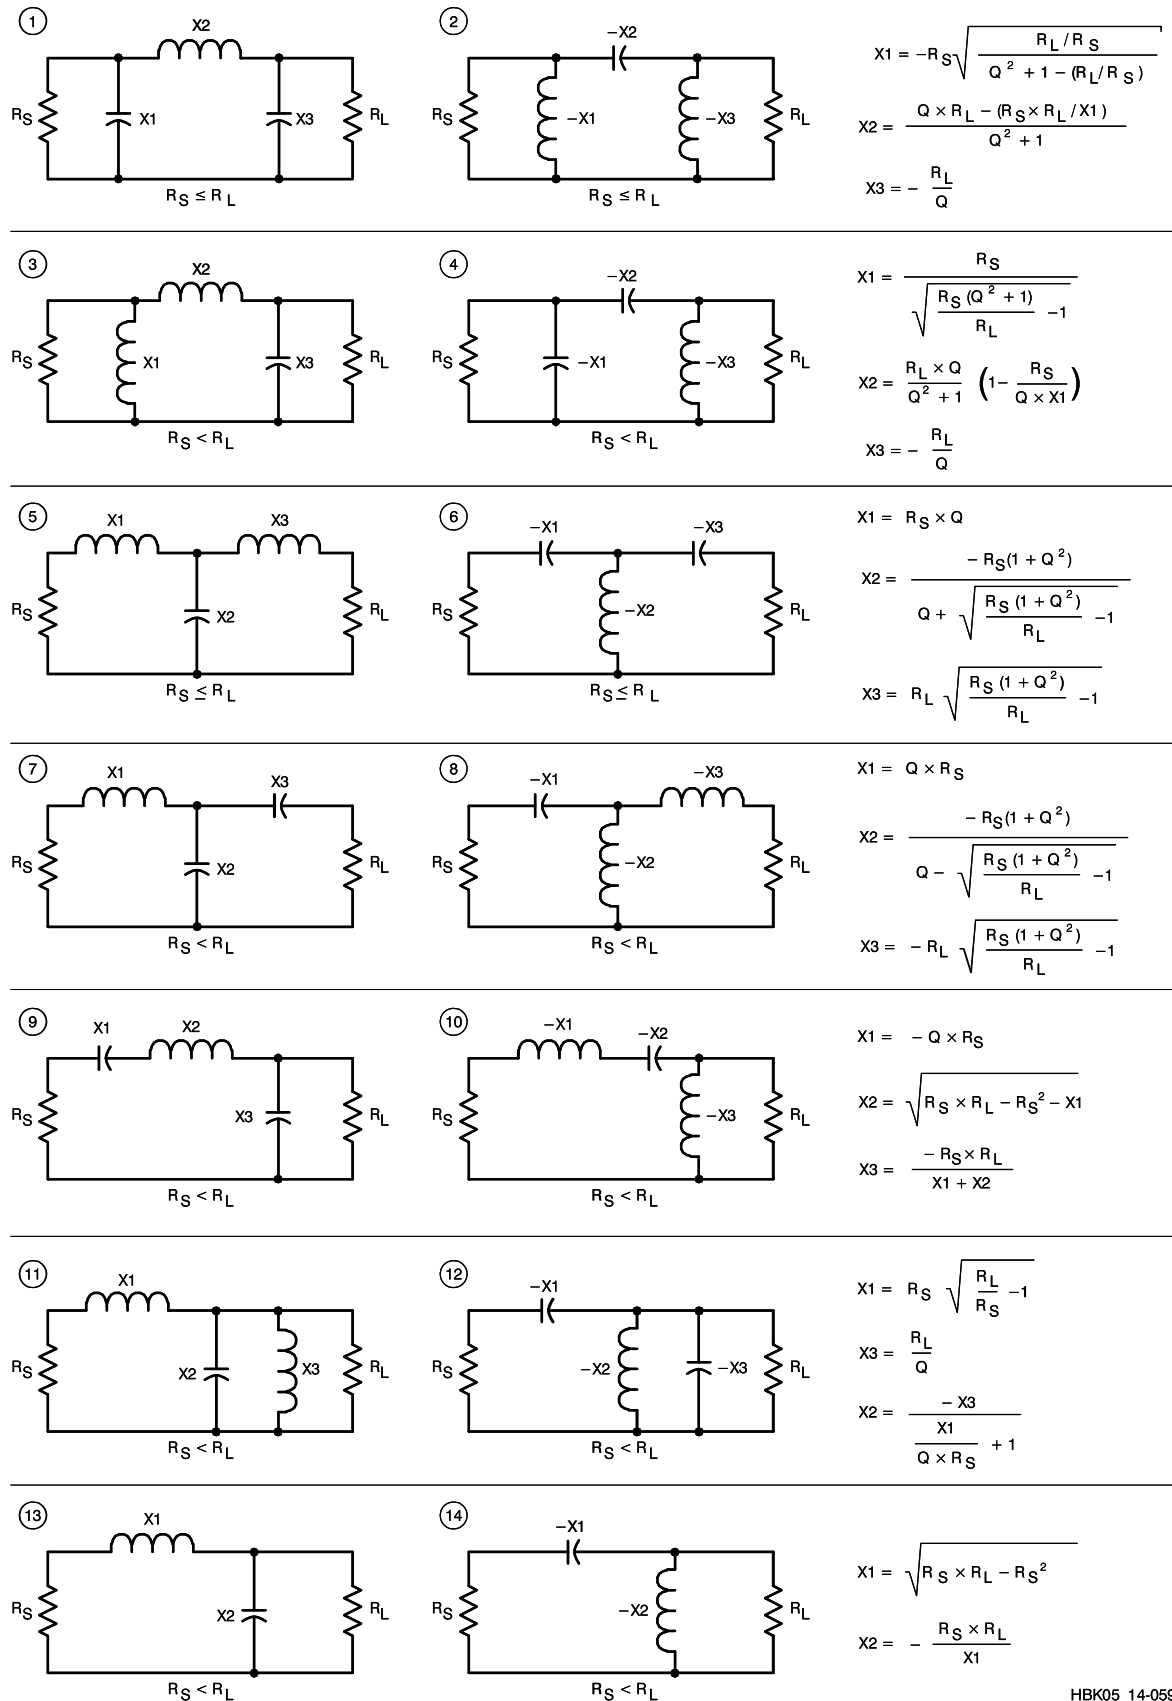 1
X2
RS
X1
X3
RL
RS ≤ RL
2
−X2
RS
−X1
−X3
RL
RS ≤ RL
X1 = −RS √( (RL / RS) / (Q² + 1 − (RL/RS)) )
X2 = (Q × RL − (RS × RL / X1)) / (Q² + 1)
X3 = − RL / Q
3
X2
RS
X1
X3
RL
RS < RL
4
−X2
RS
−X1
−X3
RL
RS < RL
X1 = RS / √( RS (Q² + 1) / RL −1 )
X2 = (RL × Q) / (Q² + 1) (1− RS / (Q × X1))
X3 = − RL / Q
5
X1
X3
RS
X2
RL
RS ≤ RL
6
−X1
−X3
RS
−X2
RL
RS ≤ RL
X1 = RS × Q
X2 = − RS(1 + Q²) / (Q + √( RS (1 + Q²) / RL −1 ))
X3 = RL √( RS (1 + Q²) / RL −1 )
7
X1
X3
RS
X2
RL
RS < RL
8
−X1
−X3
RS
−X2
RL
RS < RL
X1 = Q × RS
X2 = − RS(1 + Q²) / (Q − √( RS (1 + Q²) / RL −1 ))
X3 = − RL √( RS (1 + Q²) / RL −1 )
9
X1
X2
RS
X3
RL
RS < RL
10
−X1
−X2
RS
−X3
RL
RS < RL
X1 = − Q × RS
X2 = √( RS × RL − RS² − X1 )
X3 = − RS × RL / (X1 + X2)
11
X1
RS
X2
X3
RL
RS < RL
12
−X1
RS
−X2
−X3
RL
RS < RL
X1 = RS √( RL / RS −1 )
X3 = RL / Q
X2 = − X3 / ( X1 / (Q × RS) + 1 )
13
X1
RS
X2
RL
RS < RL
14
−X1
RS
−X2
RL
RS < RL
X1 = √( RS × RL − RS² )
X2 = − RS × RL / X1
HBK05 14-059